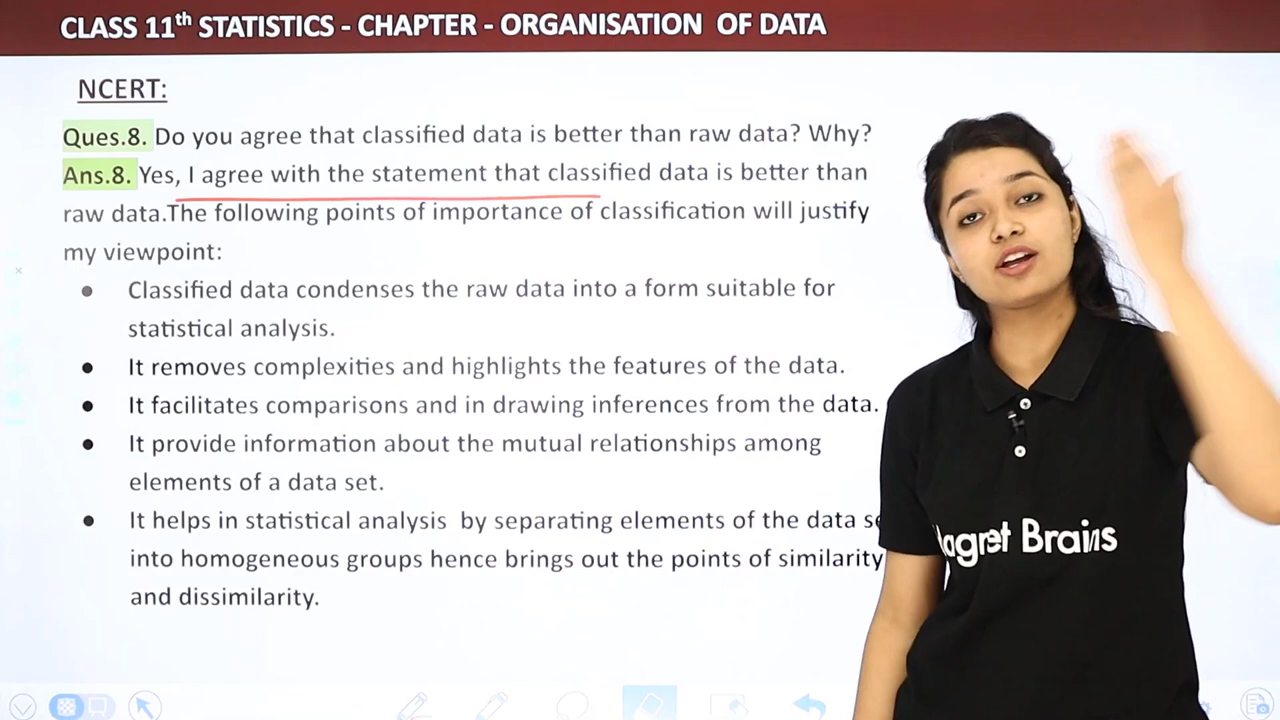 CLASS 11th STATISTICS - CHAPTER - ORGANISATION OF DATA
NCERT:
Ques.8. Do you agree that classified data is better than raw data? Why?
Ans.8. Yes, I agree with the statement that classified data is better than
raw data.The following points of importance of classification will justify
my viewpoint:
Classified data condenses the raw data into a form suitable for
statistical analysis.
It removes complexities and highlights the features of the data.
It facilitates comparisons and in drawing inferences from the data.
It provide information about the mutual relationships among
elements of a data set.
It helps in statistical analysis by separating elements of the data se
into homogeneous groups hence brings out the points of similarity
and dissimilarity.
agnet Brains